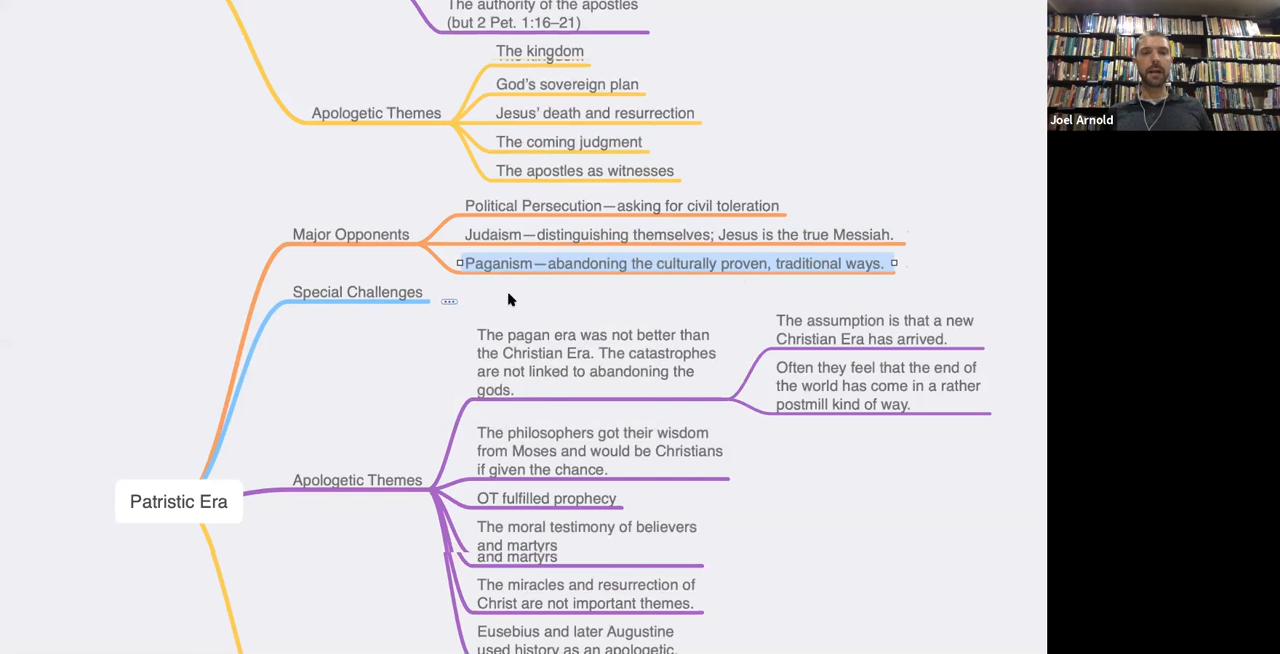 The authority of the apostles
(but 2 Pet. 1:16–21)
The kingdom
God's sovereign plan
Apologetic Themes
Jesus' death and resurrection
The coming judgment
The apostles as witnesses
Joel Arnold
Political Persecution—asking for civil toleration
Major Opponents
Judaism—distinguishing themselves; Jesus is the true Messiah.
Paganism—abandoning the culturally proven, traditional ways.
Special Challenges
The pagan era was not better than
the Christian Era. The catastrophes
are not linked to abandoning the
gods.
The assumption is that a new
Christian Era has arrived.
Often they feel that the end of
the world has come in a rather
postmill kind of way.
The philosophers got their wisdom
from Moses and would be Christians
if given the chance.
Apologetic Themes
Patristic Era
OT fulfilled prophecy
The moral testimony of believers
and martyrs
and martyrs
The miracles and resurrection of
Christ are not important themes.
Eusebius and later Augustine
used history as an apologetic.